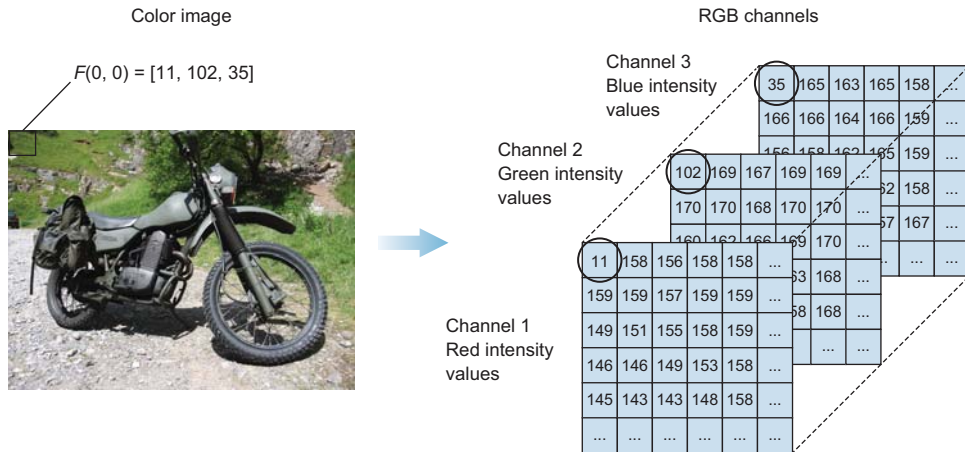 Color image
F(0, 0) = [11, 102, 35]
RGB channels
Channel 3
Blue intensity
values
35 165 163 165 158 ...
166 166 164 166 159 ...
159 ...
158 ...
167 ...
... ... ...
Channel 2
Green intensity
values
102 169 167 169 169 ...
170 170 168 170 170 ...
170 ...
168 ...
168 ...
... ...
Channel 1
Red intensity
values
11 158 156 158 158 ...
159 159 157 159 159 ...
149 151 155 158 159 ...
146 146 149 153 158 ...
145 143 143 148 158 ...
... ... ... ... ... ...